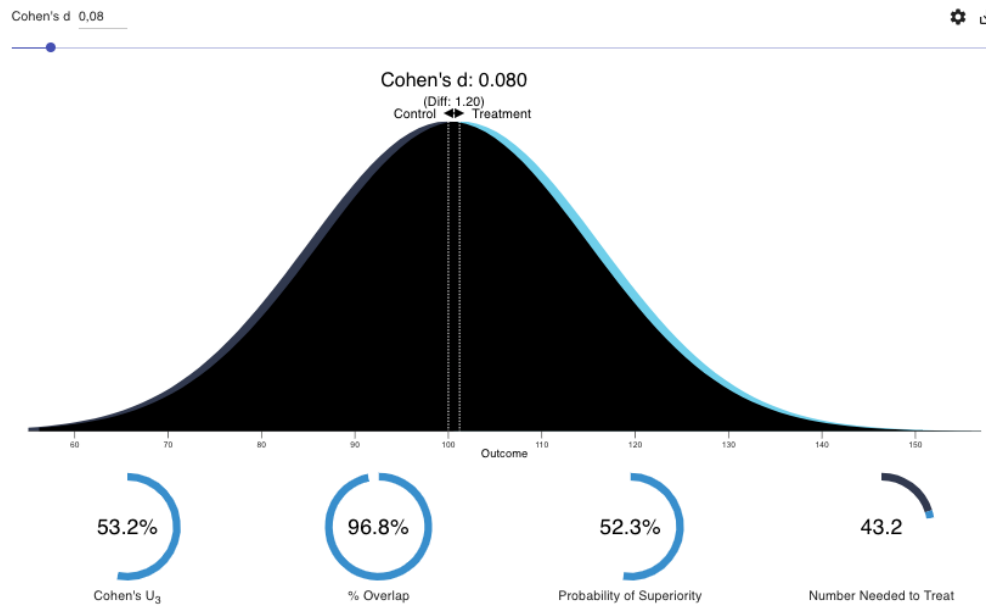 Cohen's d 0,08
Cohen's d: 0.080
(Diff: 1.20)
Control Treatment
60 70 80 90 100 110 120 130 140 150
Outcome
53.2% 96.8% 52.3% 43.2
Cohen's U3 % Overlap Probability of Superiority Number Needed to Treat